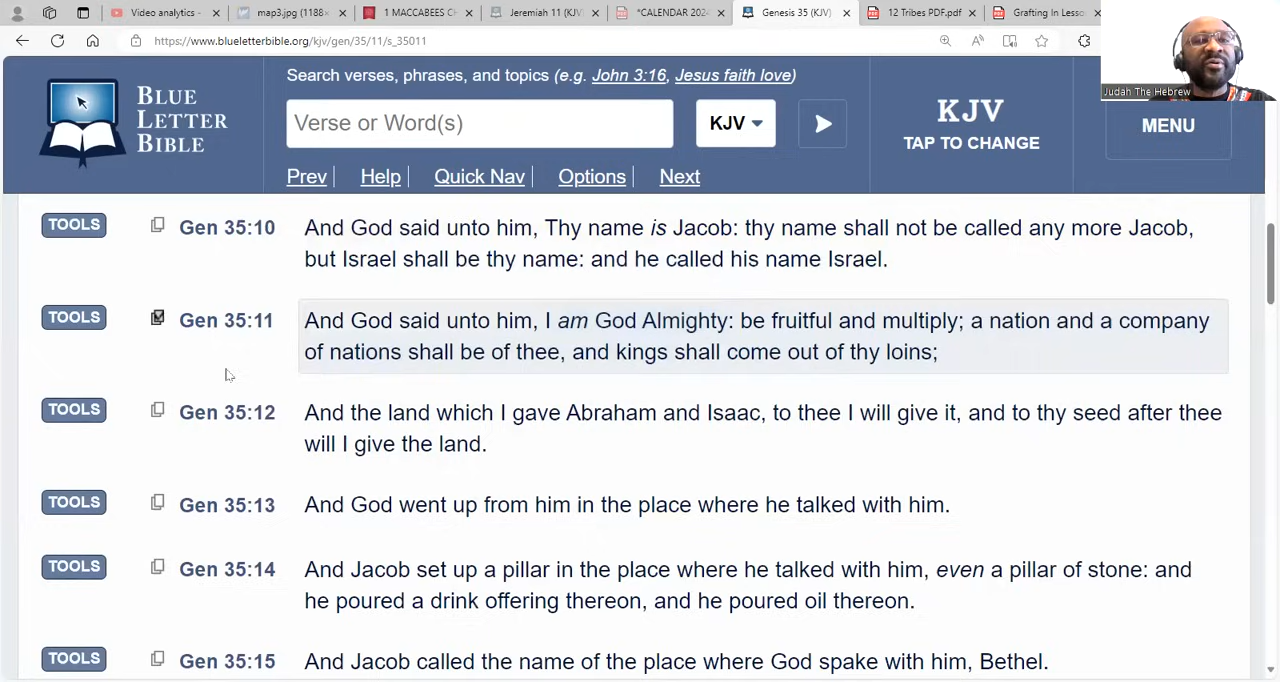 Video analytics -
map3.jpg (1188×
1 MACCABEES CH
Jeremiah 11 (KJV
*CALENDAR 2024
Genesis 35 (KJV)
12 Tribes PDF.pdf
Grafting In Lesso
https://www.blueletterbible.org/kjv/gen/35/11/s_35011
Judah The Hebrew
BLUE
LETTER
BIBLE
Search verses, phrases, and topics (e.g. John 3:16, Jesus faith love)
Verse or Word(s)
KJV
KJV
TAP TO CHANGE
MENU
Prev | Help | Quick Nav | Options | Next
TOOLS Gen 35:10 And God said unto him, Thy name is Jacob: thy name shall not be called any more Jacob,
but Israel shall be thy name: and he called his name Israel.
TOOLS Gen 35:11 And God said unto him, I am God Almighty: be fruitful and multiply; a nation and a company
of nations shall be of thee, and kings shall come out of thy loins;
TOOLS Gen 35:12 And the land which I gave Abraham and Isaac, to thee I will give it, and to thy seed after thee
will I give the land.
TOOLS Gen 35:13 And God went up from him in the place where he talked with him.
TOOLS Gen 35:14 And Jacob set up a pillar in the place where he talked with him, even a pillar of stone: and
he poured a drink offering thereon, and he poured oil thereon.
TOOLS Gen 35:15 And Jacob called the name of the place where God spake with him, Bethel.